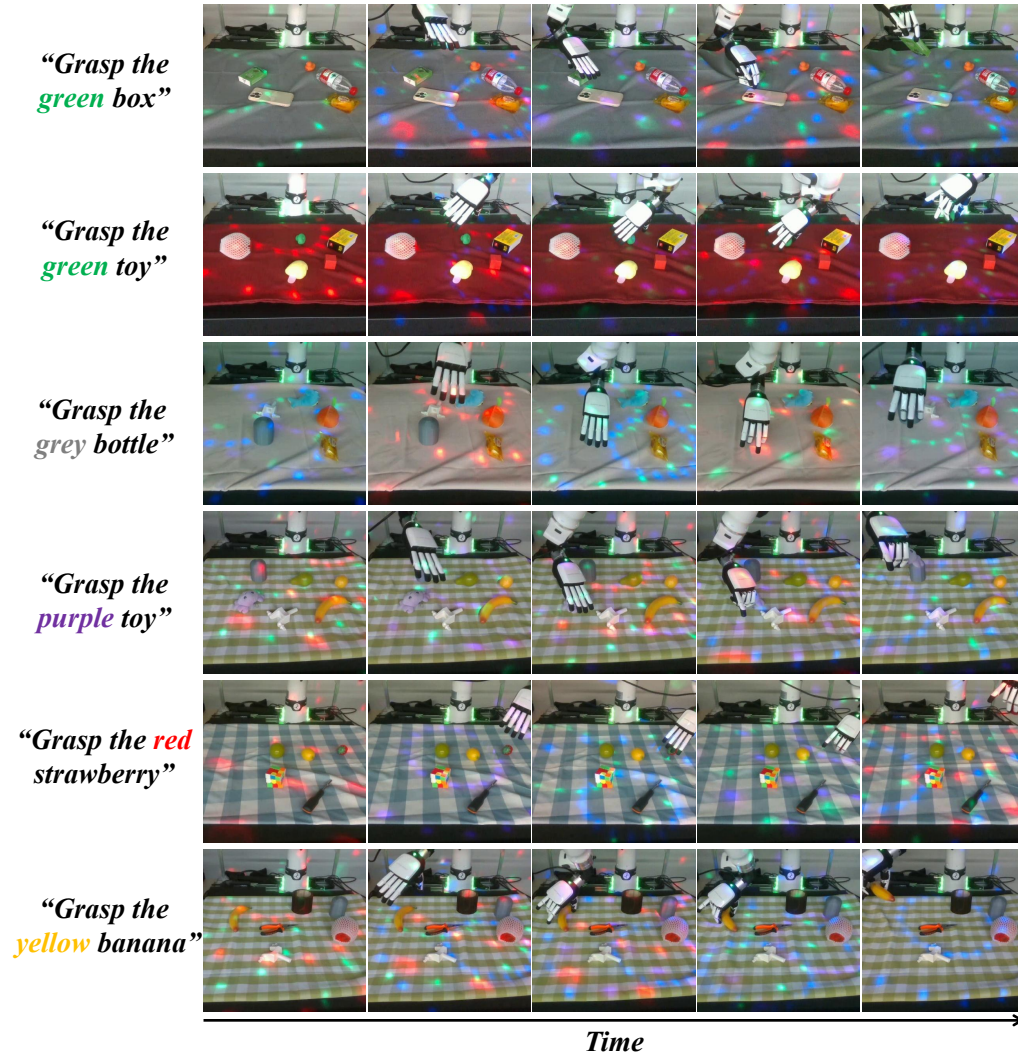 “Grasp the
green box”
“Grasp the
green toy”
“Grasp the
grey bottle”
“Grasp the
purple toy”
“Grasp the red
strawberry”
“Grasp the
yellow banana”
Time